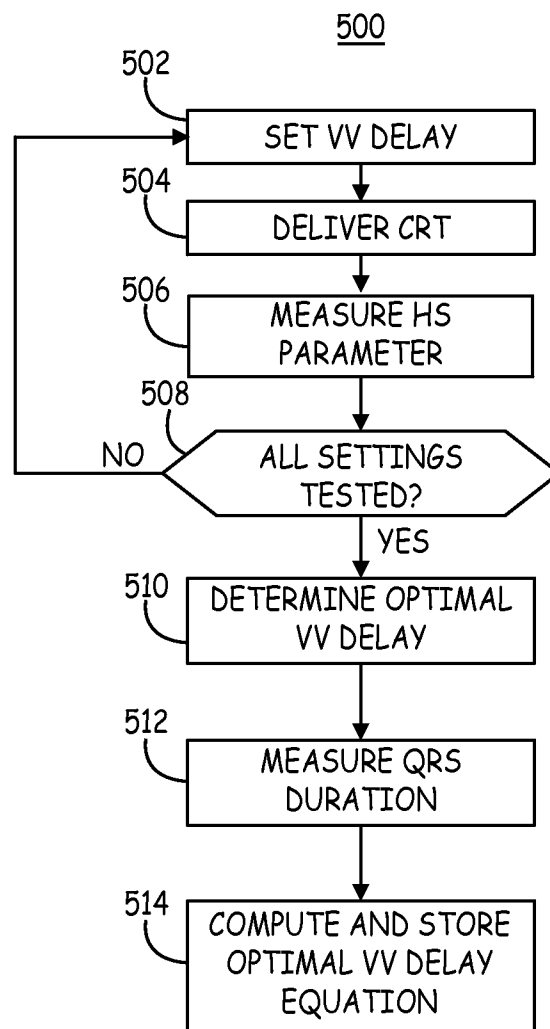 500
502
SET VV DELAY
504
DELIVER CRT
506
MEASURE HS
PARAMETER
508
NO
ALL SETTINGS
TESTED?
YES
510
DETERMINE OPTIMAL
VV DELAY
512
MEASURE QRS
DURATION
514
COMPUTE AND STORE
OPTIMAL VV DELAY
EQUATION